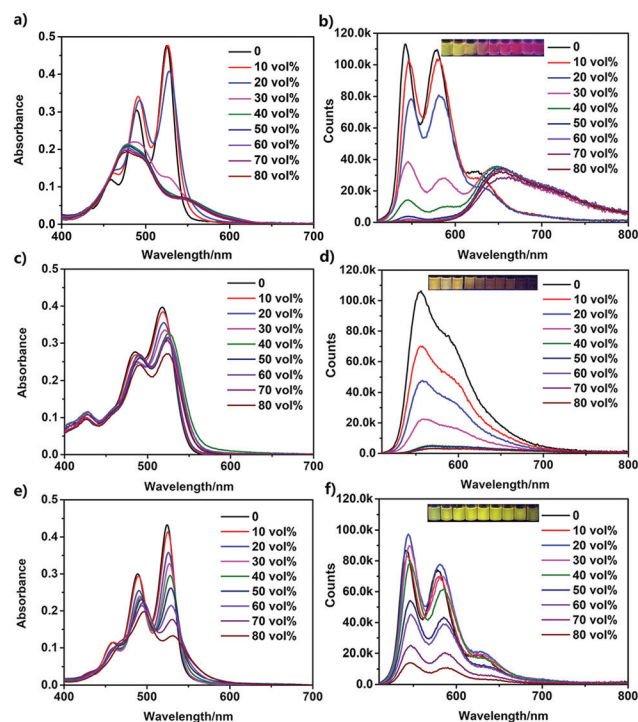 a)
0.5
0.4
0.3
0.2
0.1
0.0
Absorbance
0
10 vol%
20 vol%
30 vol%
40 vol%
50 vol%
60 vol%
70 vol%
80 vol%
400 500 600 700
Wavelength/nm
b)
120.0k
100.0k
80.0k
60.0k
40.0k
20.0k
0.0
Counts
0
10 vol%
20 vol%
30 vol%
40 vol%
50 vol%
60 vol%
70 vol%
80 vol%
600 700 800
Wavelength/nm
c)
0.5
0.4
0.3
0.2
0.1
0.0
Absorbance
0
10 vol%
20 vol%
30 vol%
40 vol%
50 vol%
60 vol%
70 vol%
80 vol%
400 500 600 700
Wavelength/nm
d)
120.0k
100.0k
80.0k
60.0k
40.0k
20.0k
0.0
Counts
0
10 vol%
20 vol%
30 vol%
40 vol%
50 vol%
60 vol%
70 vol%
80 vol%
600 700 800
Wavelength/nm
e)
0.5
0.4
0.3
0.2
0.1
0.0
Absorbance
0
10 vol%
20 vol%
30 vol%
40 vol%
50 vol%
60 vol%
70 vol%
80 vol%
400 500 600 700
Wavelength/nm
f)
120.0k
100.0k
80.0k
60.0k
40.0k
20.0k
0.0
Counts
0
10 vol%
20 vol%
30 vol%
40 vol%
50 vol%
60 vol%
70 vol%
80 vol%
600 700 800
Wavelength/nm